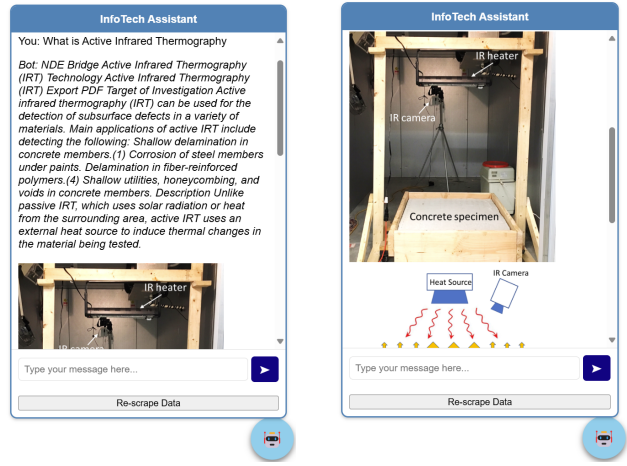 InfoTech Assistant
You: What is Active Infrared Thermography
Bot: NDE Bridge Active Infrared Thermography
(IRT) Technology Active Infrared Thermography
(IRT) Export PDF Target of Investigation Active
infrared thermography (IRT) can be used for the
detection of subsurface defects in a variety of
materials. Main applications of active IRT include
detecting the following: Shallow delamination in
concrete members.(1) Corrosion of steel members
under paints. Delamination in fiber-reinforced
polymers.(4) Shallow utilities, honeycombing, and
voids in concrete members. Description Unlike
passive IRT, which uses solar radiation or heat
from the surrounding area, active IRT uses an
external heat source to induce thermal changes in
the material being tested.
IR heater
IR camera
Type your message here...
Re-scrape Data
InfoTech Assistant
IR heater
IR camera
Concrete specimen
Heat Source
IR Camera
Type your message here...
Re-scrape Data